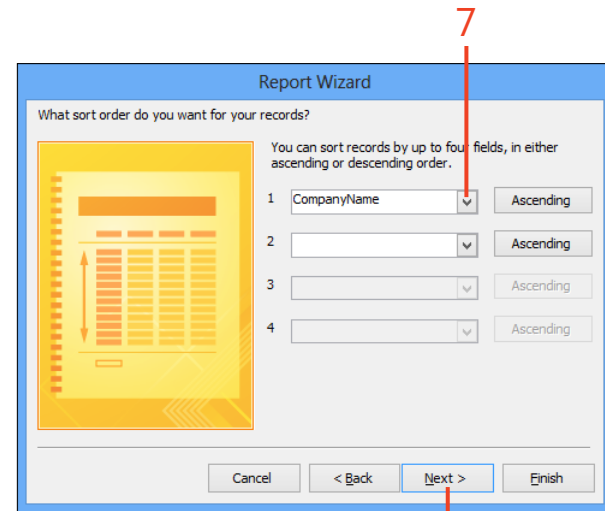 7
Report Wizard
What sort order do you want for your records?
You can sort records by up to four fields, in either
ascending or descending order.
1 CompanyName Ascending
2 Ascending
3 Ascending
4 Ascending
Cancel < Back Next > Finish